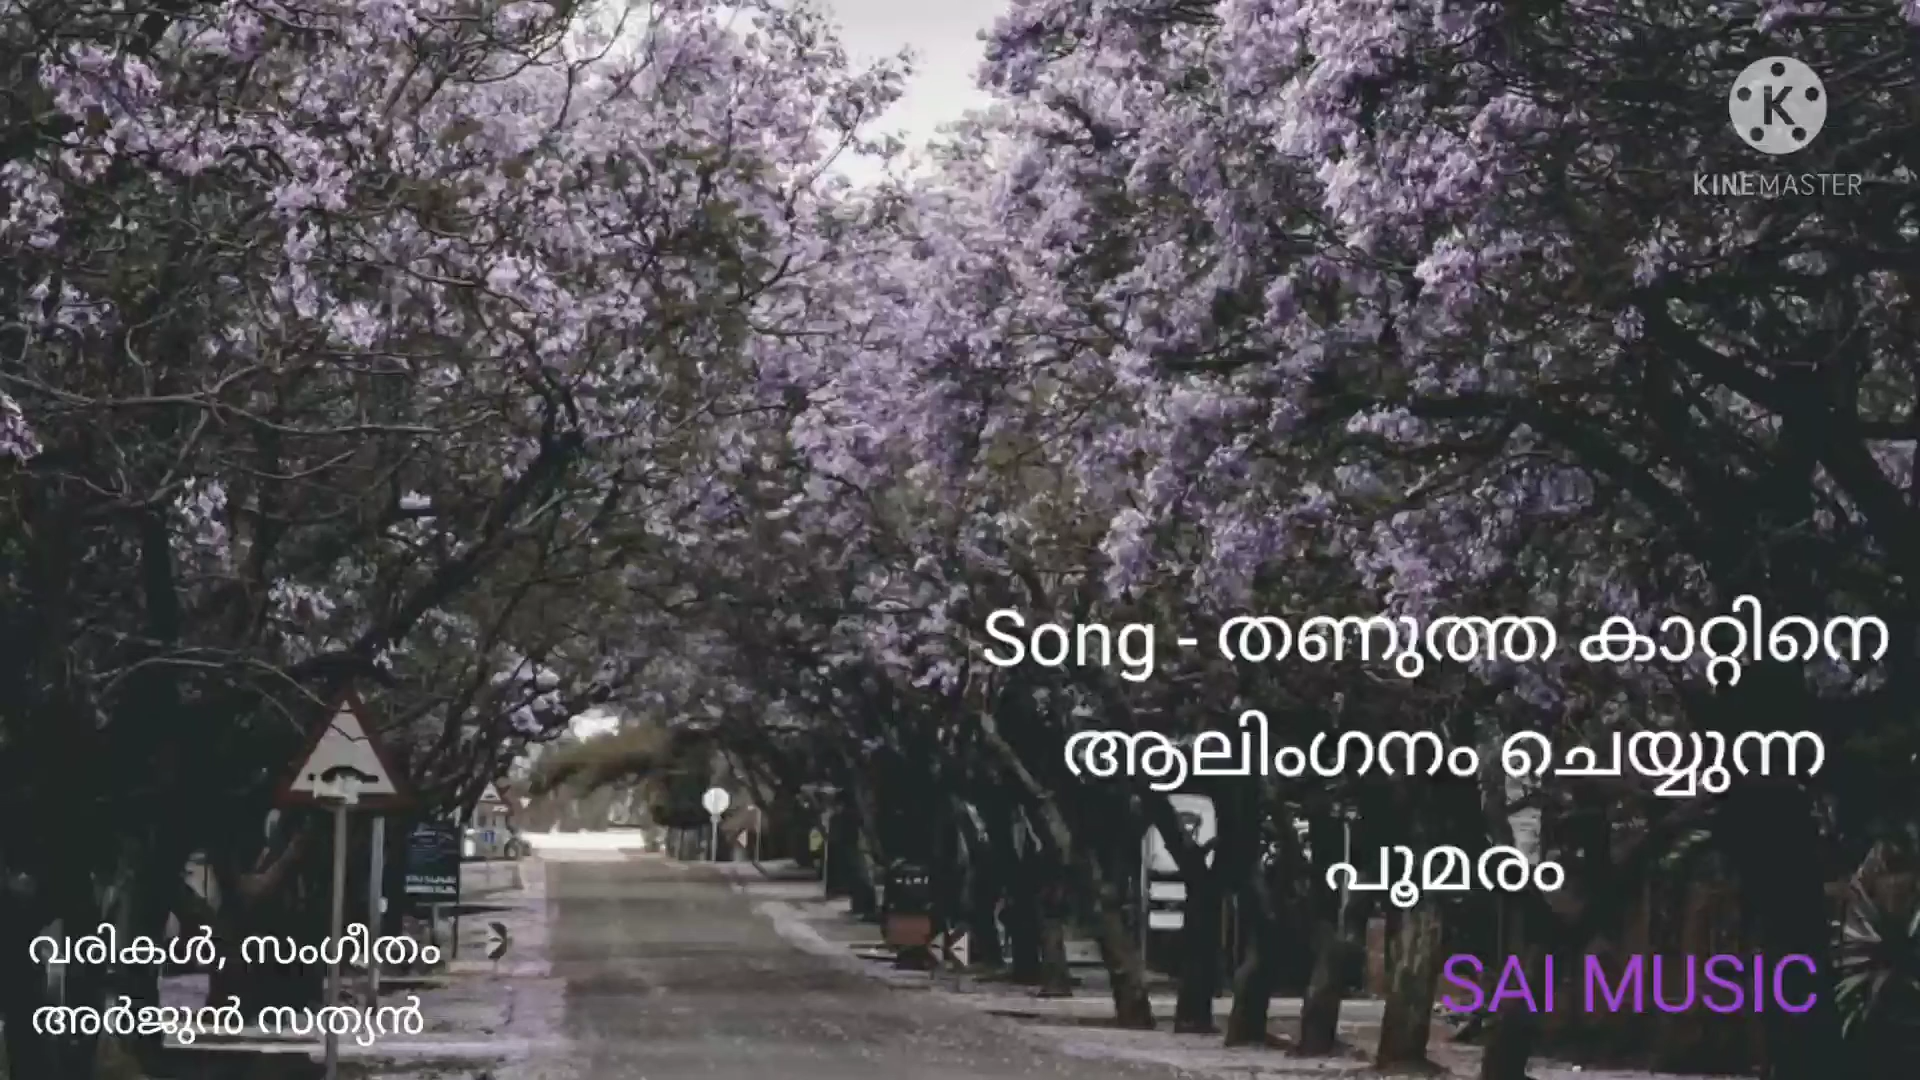 KINEMASTER
Song - തണുത്ത കാറ്റിനെ
ആലിംഗനം ചെയ്യുന്ന
പൂമരം
SAI MUSIC
വരികൾ, സംഗീതം
അർജുൻ സത്യൻ